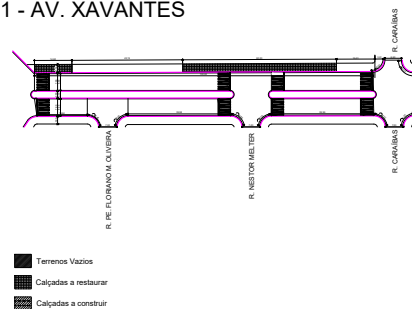 1 - AV. XAVANTES
R. CARAÍBAS
R. PE. FLORIANO M. OLIVEIRA
R. NESTOR MELTER
R. CARAÍBAS
Terrenos Vazios
Calçadas a restaurar
Calçadas a construir